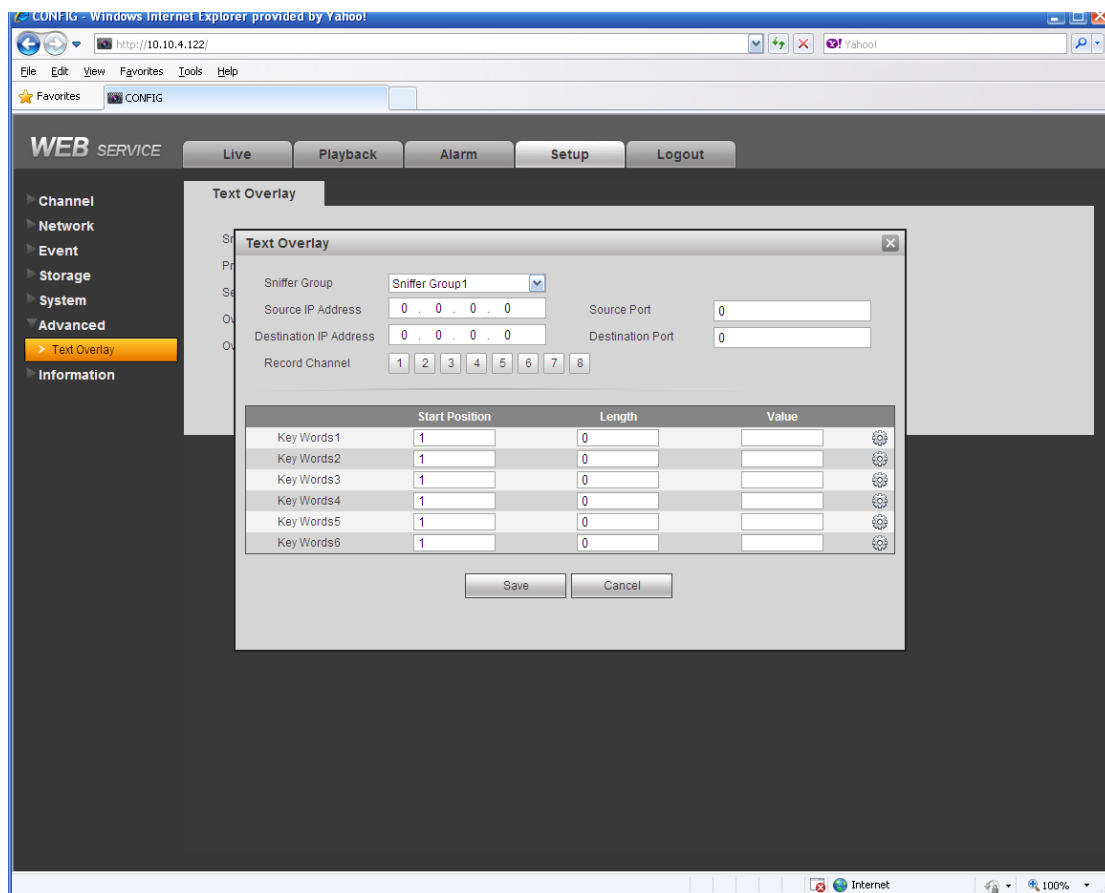 CONFIG - Windows Internet Explorer provided by Yahoo!
http://10.10.4.122/
Yahoo!
File Edit View Favorites Tools Help
Favorites CONFIG
WEB SERVICE Live Playback Alarm Setup Logout
Text Overlay
Channel
Network
Event
Storage
System
Advanced
> Text Overlay
Information
Text Overlay
Sniffer Group Sniffer Group1
Source IP Address 0 . 0 . 0 . 0 Source Port 0
Destination IP Address 0 . 0 . 0 . 0 Destination Port 0
Record Channel 1 2 3 4 5 6 7 8
Start Position Length Value
Key Words1 1 0
Key Words2 1 0
Key Words3 1 0
Key Words4 1 0
Key Words5 1 0
Key Words6 1 0
Save Cancel
Internet 100%